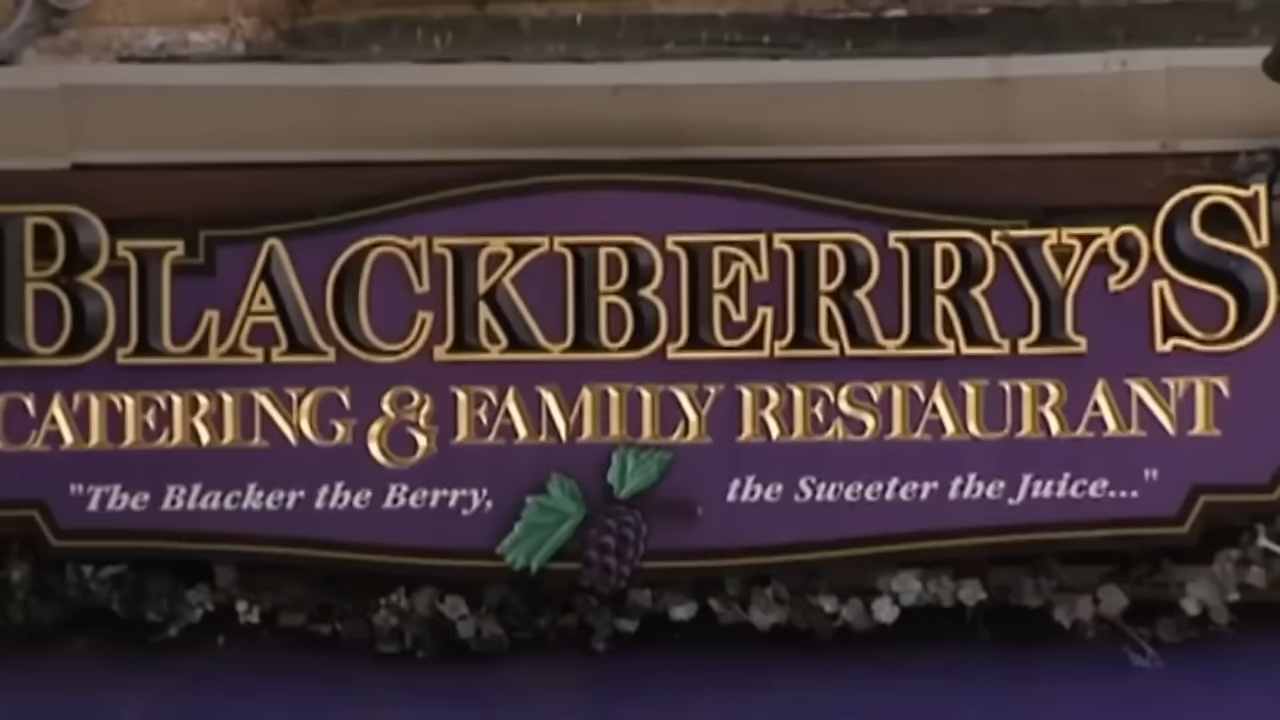 BLACKBERRY'S
CATERING & FAMILY RESTAURANT
"The Blacker the Berry, the Sweeter the Juice..."